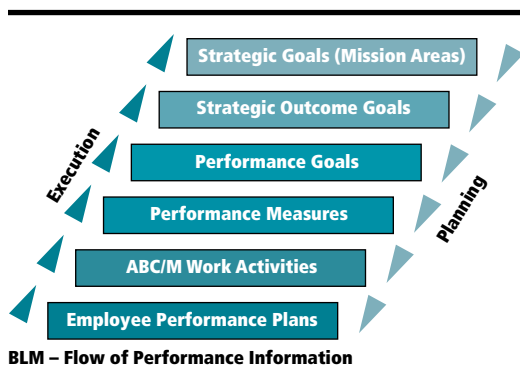 Strategic Goals (Mission Areas)
Strategic Outcome Goals
Performance Goals
Execution
Performance Measures
Planning
ABC/M Work Activities
Employee Performance Plans
BLM – Flow of Performance Information